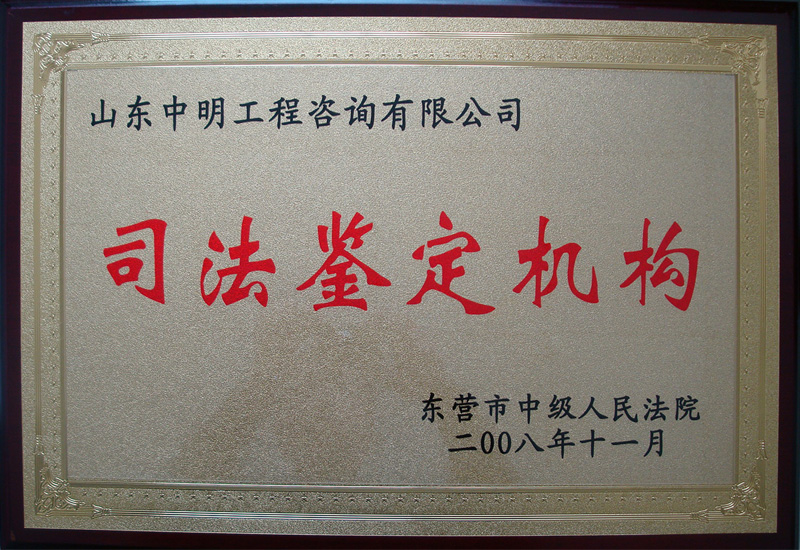 山东中明工程咨询有限公司
司法鉴定机构
东营市中级人民法院
二00八年十一月